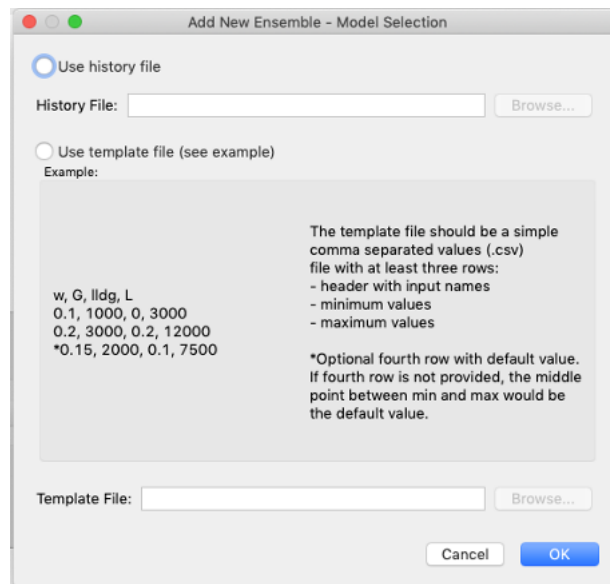 Add New Ensemble - Model Selection
Use history file
History File:
Browse...
Use template file (see example)
Example:
w, G, lldg, L
0.1, 1000, 0, 3000
0.2, 3000, 0.2, 12000
*0.15, 2000, 0.1, 7500
The template file should be a simple
comma separated values (.csv)
file with at least three rows:
- header with input names
- minimum values
- maximum values
*Optional fourth row with default value.
If fourth row is not provided, the middle
point between min and max would be
the default value.
Template File:
Browse...
Cancel
OK